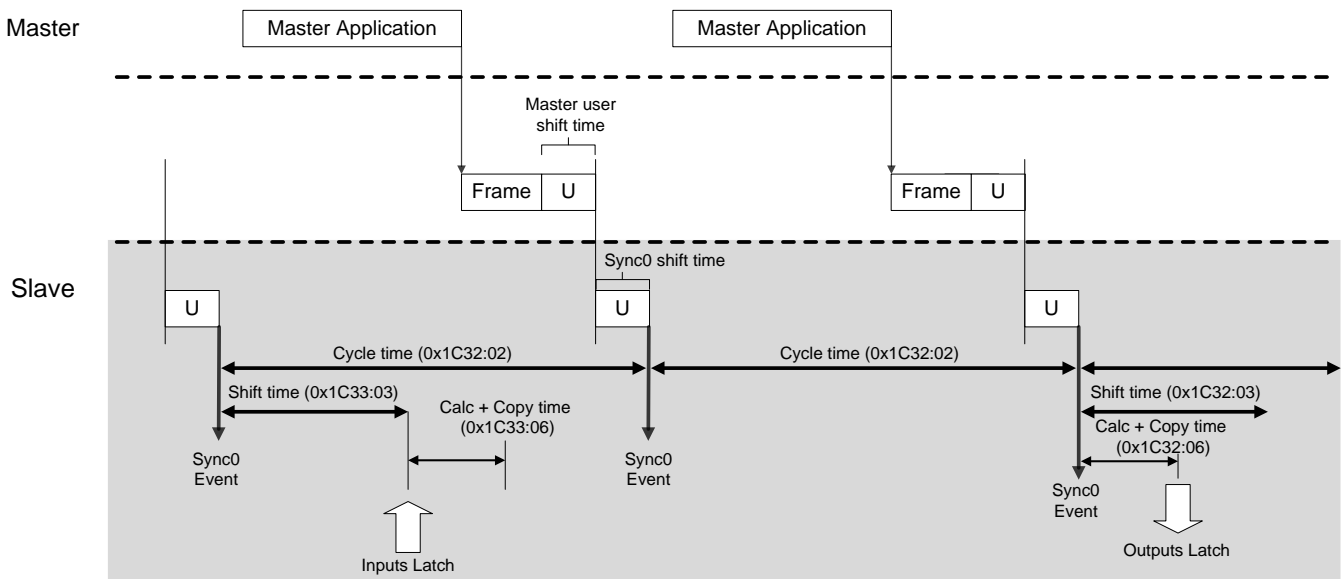 Master
Master Application
Master Application
Master user
shift time
Frame
U
Frame
U
Slave
Sync0 shift time
U
U
U
Cycle time (0x1C32:02)
Cycle time (0x1C32:02)
Shift time (0x1C33:03)
Shift time (0x1C32:03)
Calc + Copy time
(0x1C33:06)
Calc + Copy time
(0x1C32:06)
Sync0
Event
Sync0
Event
Sync0
Event
Inputs Latch
Outputs Latch